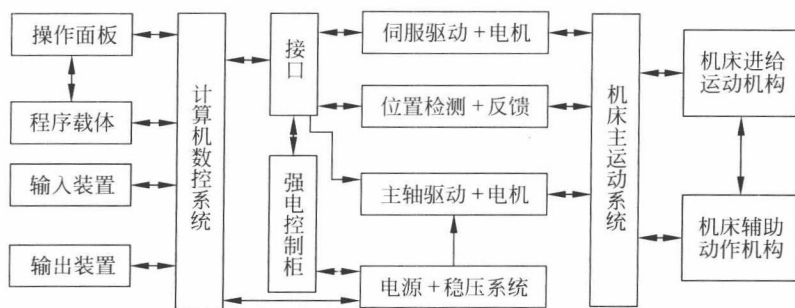 操作面板
程序载体
输入装置
输出装置
计算机数控系统
接口
强电控制柜
伺服驱动+电机
位置检测+反馈
主轴驱动+电机
电源+稳压系统
机床主运动系统
机床进给
运动机构
机床辅助
动作机构